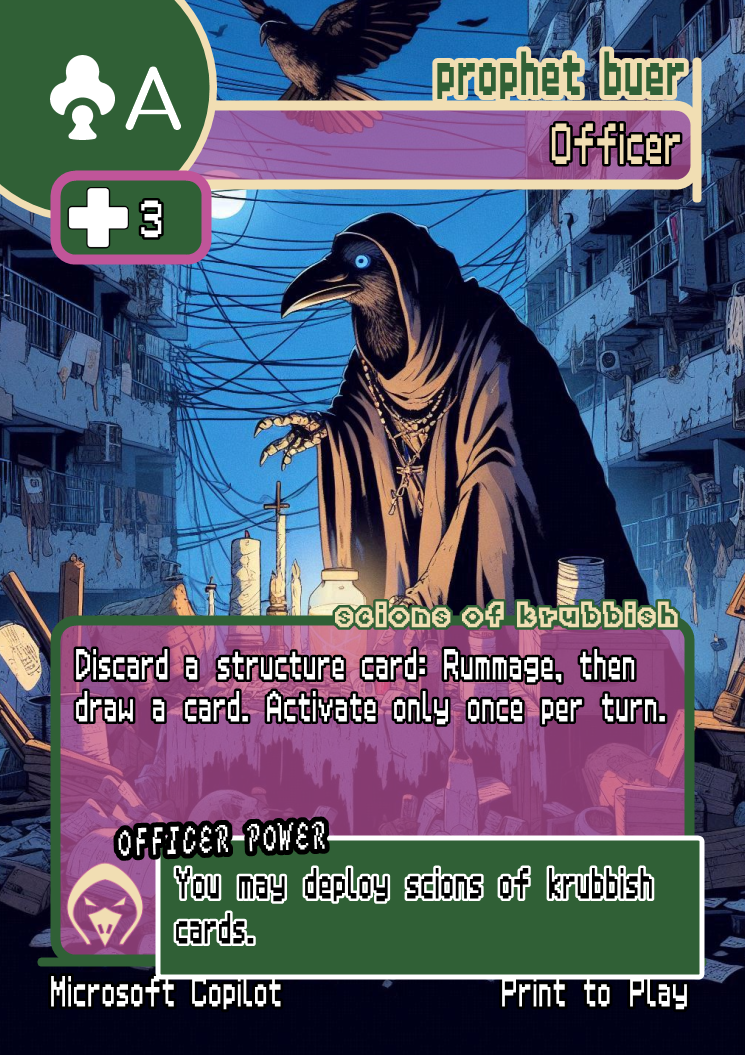 A
prophet buer
Officer
3
scions of krubbish
Discard a structure card: Rummage, then
draw a card. Activate only once per turn.
OFFICER POWER
You may deploy scions of krubbish
cards.
Microsoft Copilot
Print to Play